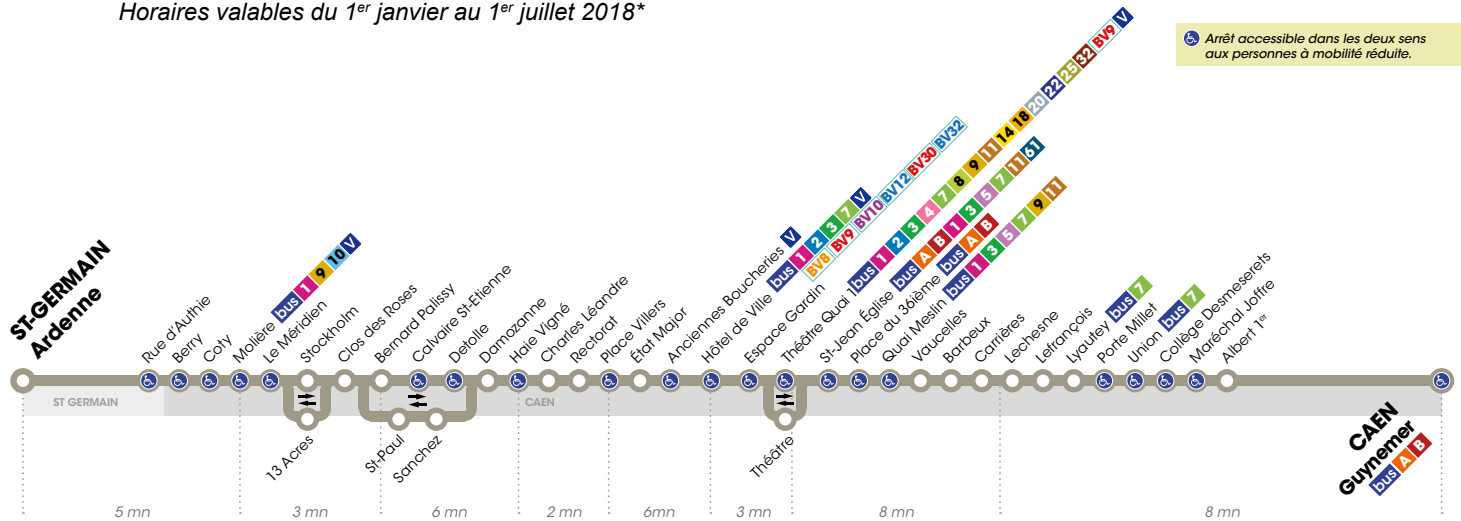 Horaires valables du 1er janvier au 1er juillet 2018*
Arrêt accessible dans les deux sens
aux personnes à mobilité réduite.
ST-GERMAIN
Ardenne
Rue d'Authie
Berry
Coty
Molière bus 1 9 10 V
Le Méridien
Stockholm
Clos des Roses
Bernard Palissy
Calvaire St-Etienne
Detolle
Damozanne
Haie Vigné
Charles Léandre
Rectorat
Place Villers
État Major
Anciennes Boucheries V
Hôtel de Ville bus 1 2 3 7 V
BV8 BV9 BV10 BV12 BV30 BV32
Espace Gardin
Théâtre Quai 1 bus 1 2 3 4 7 8 9 11 14 18 20 22 25 32 BV9 V
St-Jean Église bus A B 1 3 5 7 11 61
Place du 36ième bus A B
Quai Meslin bus 1 3 5 7 9 11
Vaucelles
Barbeux
Carrières
Lechesne
Lefrançois
Lyautey bus 7
Porte Millet
Union bus 7
Collège Desmeserets
Maréchal Joffre
Albert 1er
ST GERMAIN
CAEN
13 Acres
St-Paul
Sanchez
Théâtre
CAEN
Guynemer
bus A B
5 mn
3 mn
6 mn
2 mn
6mn
3 mn
8 mn
8 mn